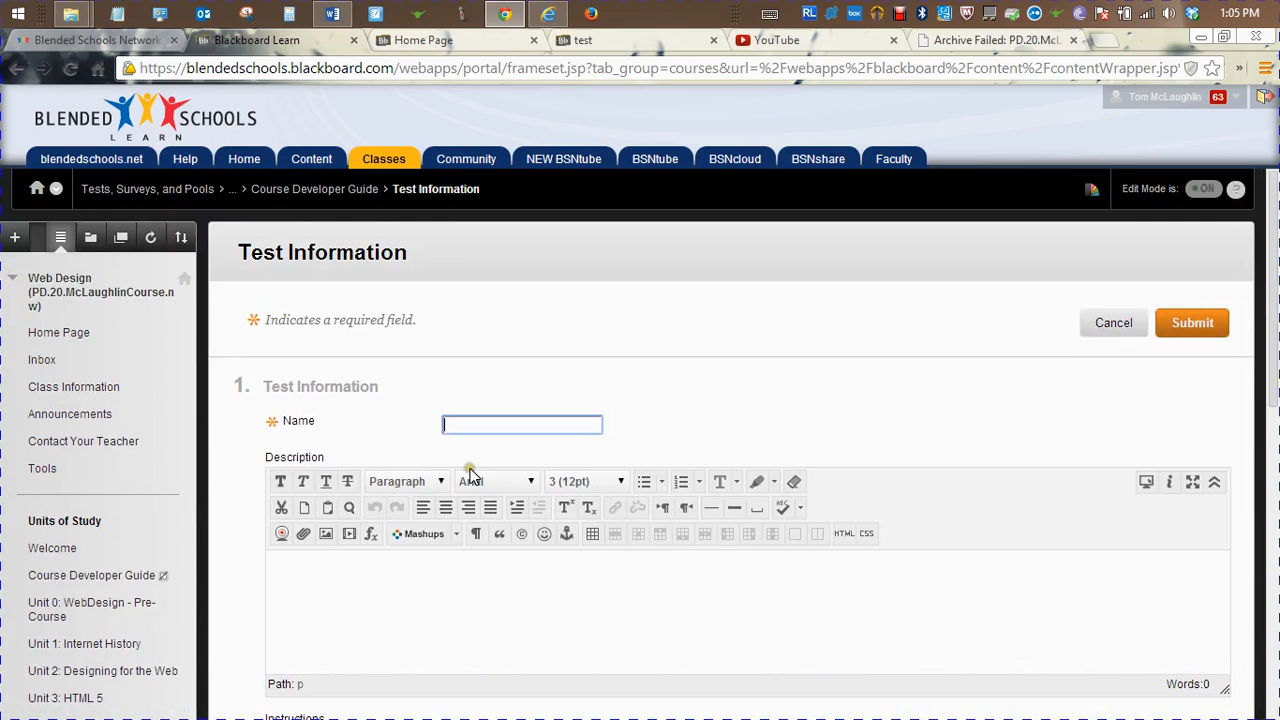 1:05 PM
Blended Schools Network
Blackboard Learn
Home Page
test
YouTube
Archive Failed: PD.20.McL
https://blendedschools.blackboard.com/webapps/portal/frameset.jsp?tab_group=courses&url=%2Fwebapps%2Fblackboard%2Fcontent%2FcontentWrapper.jsp
Tom McLaughlin 63
BLENDED SCHOOLS
LEARN
blendedschools.net Help Home Content Classes Community NEW BSNtube BSNtube BSNcloud BSNshare Faculty
Tests, Surveys, and Pools > ... > Course Developer Guide > Test Information
Edit Mode is: ON ?
Web Design
(PD.20.McLaughlinCourse.n
w)
Home Page
Inbox
Class Information
Announcements
Contact Your Teacher
Tools
Units of Study
Welcome
Course Developer Guide
Unit 0: WebDesign - Pre-
Course
Unit 1: Internet History
Unit 2: Designing for the Web
Unit 3: HTML 5
Test Information
Indicates a required field.
Cancel Submit
1. Test Information
Name
Description
T T T T Paragraph 3 (12pt)
Mashups
HTML CSS
Path: p
Words:0
Instructions